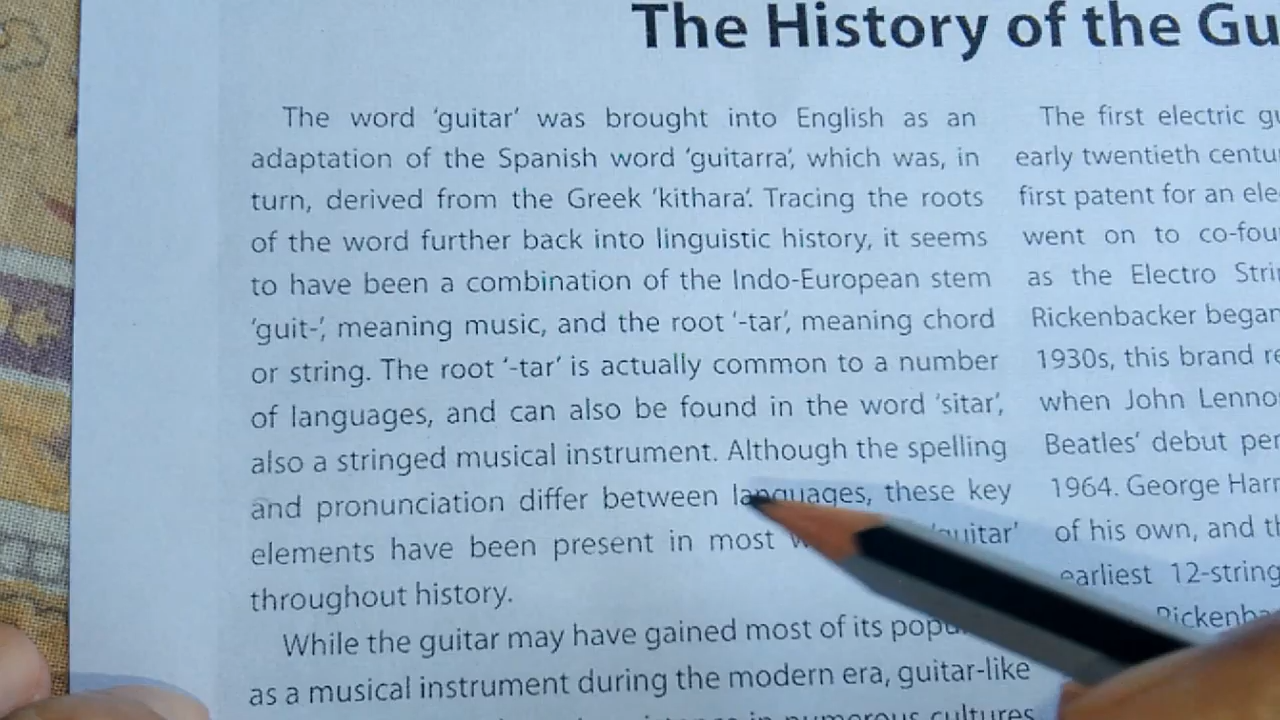 The History of the Gu
The word ‘guitar’ was brought into English as an
adaptation of the Spanish word ‘guitarra’, which was, in
turn, derived from the Greek ‘kithara’. Tracing the roots
of the word further back into linguistic history, it seems
to have been a combination of the Indo-European stem
‘guit-’, meaning music, and the root ‘-tar’, meaning chord
or string. The root ‘-tar’ is actually common to a number
of languages, and can also be found in the word ‘sitar’,
also a stringed musical instrument. Although the spelling
and pronunciation differ between languages, these key
elements have been present in most ‘guitar’
throughout history.
While the guitar may have gained most of its
as a musical instrument during the modern era, guitar-like
in numerous cultures
The first electric gu
early twentieth centu
first patent for an ele
went on to co-fou
as the Electro Stri
Rickenbacker began
1930s, this brand re
when John Lenno
Beatles’ debut per
1964. George Harr
of his own, and th
earliest 12-string
Rickenba